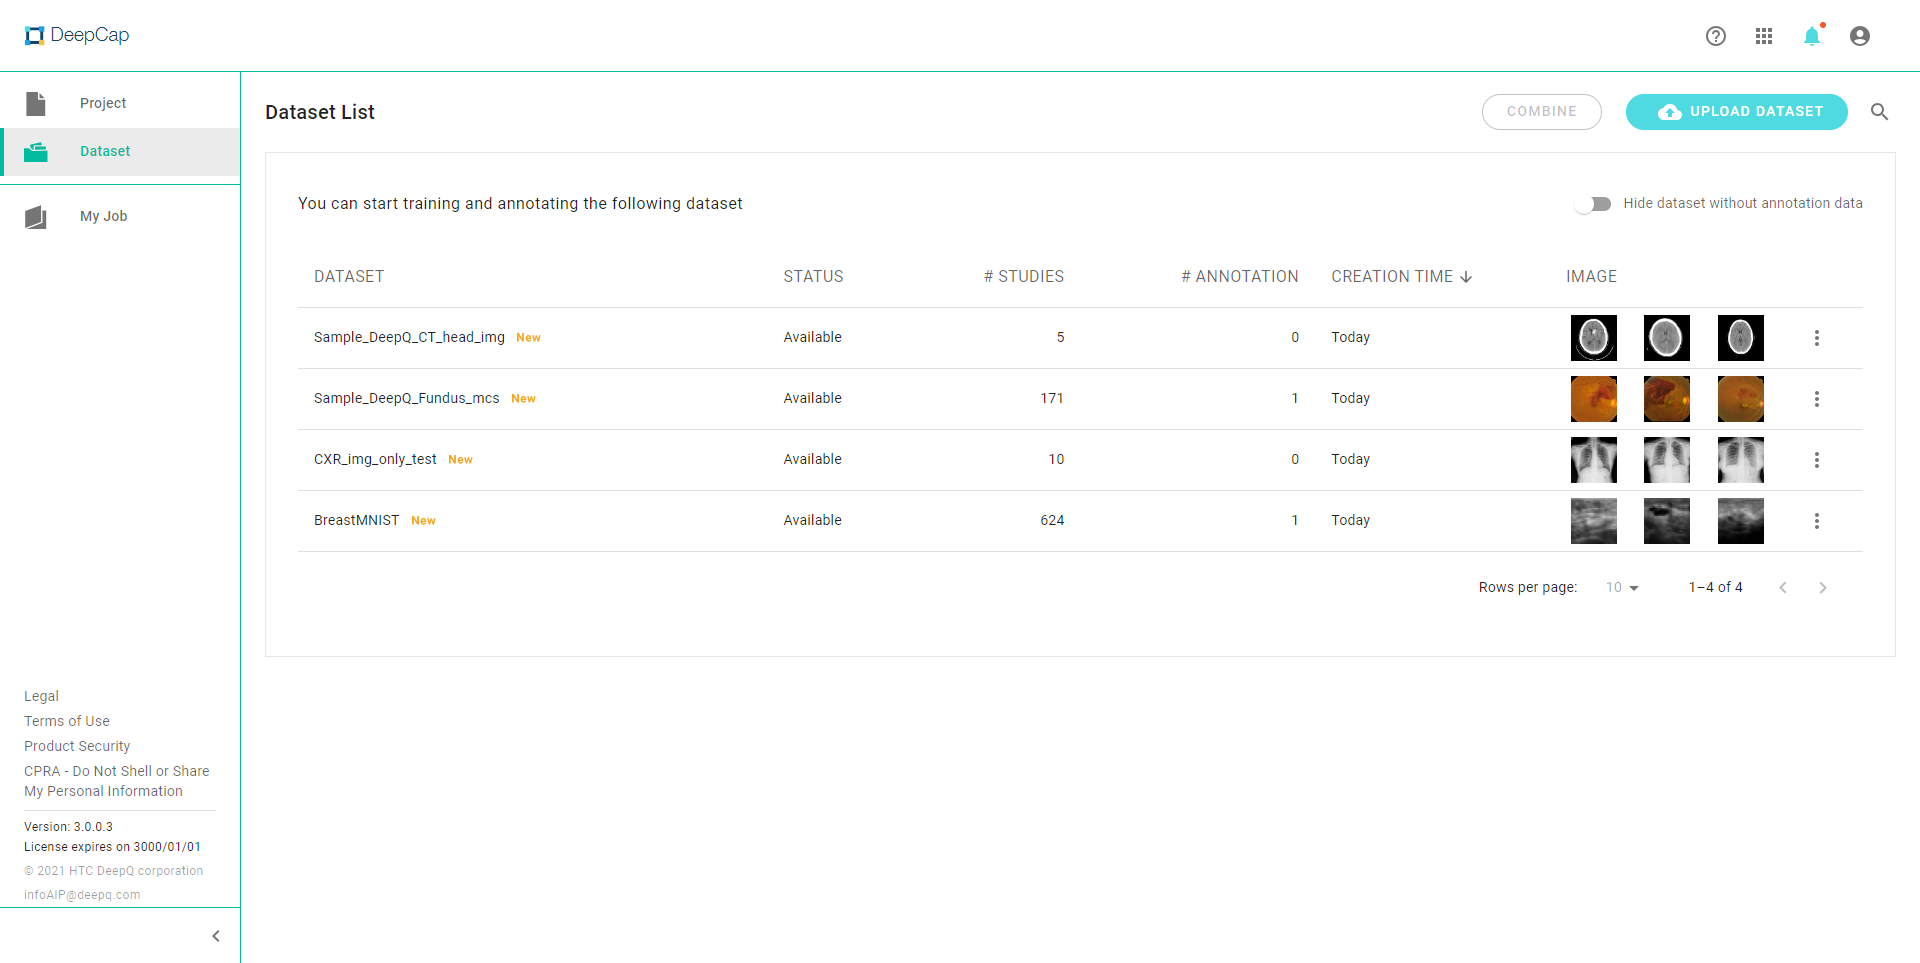 DeepCap
Project
Dataset
My Job
Dataset List
COMBINE
UPLOAD DATASET
You can start training and annotating the following dataset
Hide dataset without annotation data
DATASET STATUS # STUDIES # ANNOTATION CREATION TIME IMAGE
Sample_DeepQ_CT_head_img New Available 5 0 Today
Sample_DeepQ_Fundus_mcs New Available 171 1 Today
CXR_img_only_test New Available 10 0 Today
BreastMNIST New Available 624 1 Today
Rows per page: 10 1–4 of 4
Legal
Terms of Use
Product Security
CPRA - Do Not Shell or Share
My Personal Information
Version: 3.0.0.3
License expires on 3000/01/01
© 2021 HTC DeepQ corporation
infoAIP@deepq.com